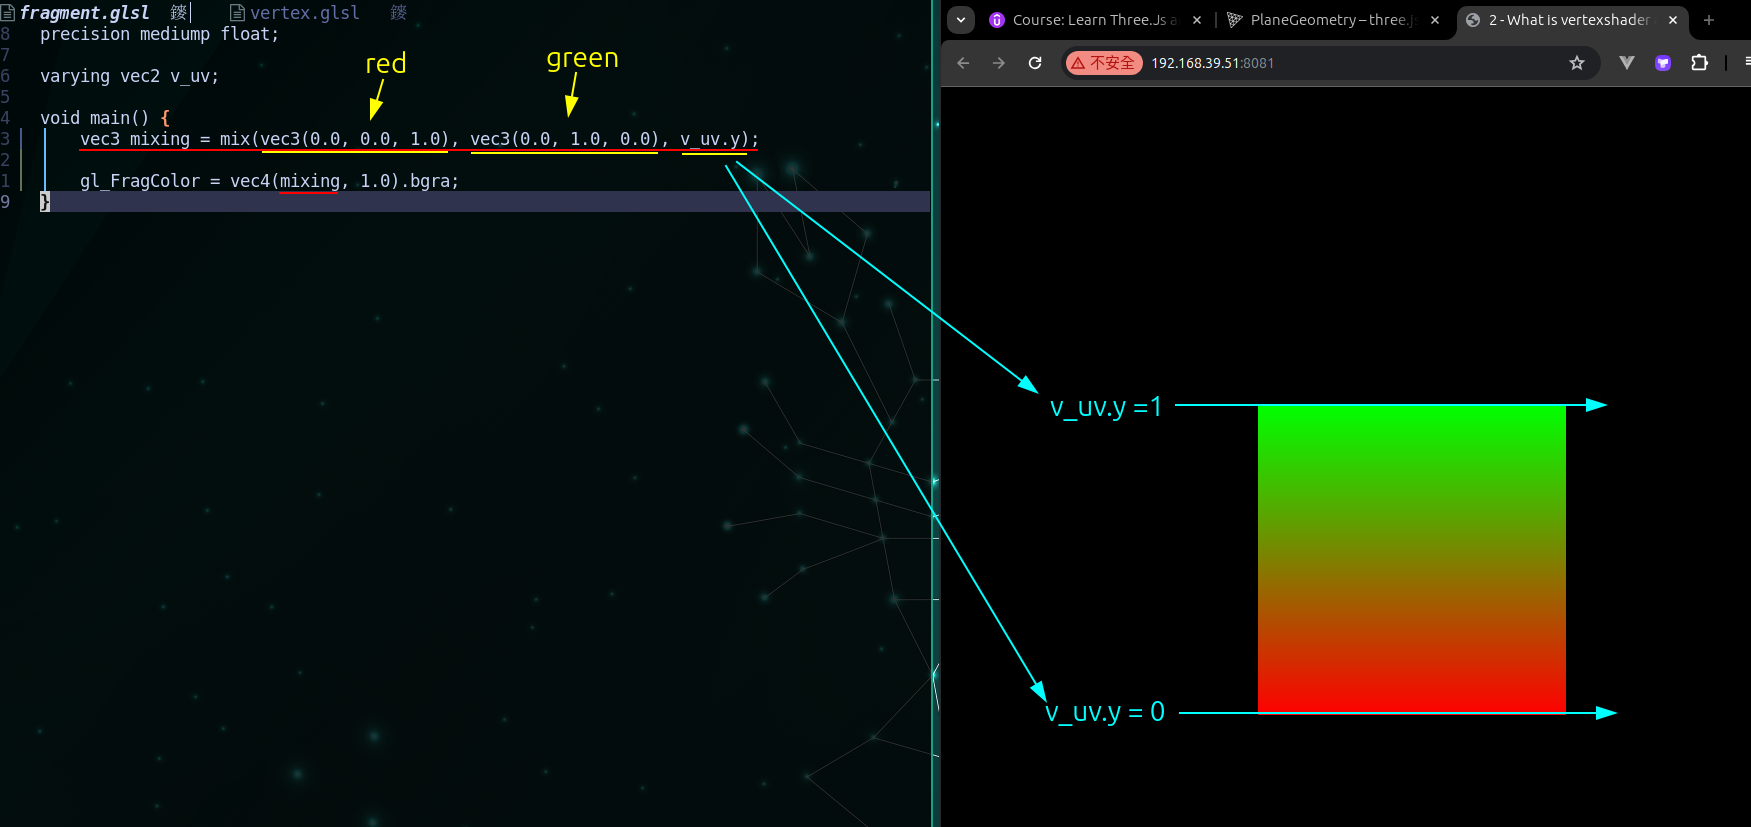 fragment.glsl vertex.glsl
8 precision mediump float;
7
6 varying vec2 v_uv;
5
4 void main() {
3 vec3 mixing = mix(vec3(0.0, 0.0, 1.0), vec3(0.0, 1.0, 0.0), v_uv.y);
2
1 gl_FragColor = vec4(mixing, 1.0).bgra;
9 }
red
green
Course: Learn Three.Js a
PlaneGeometry – three.js
2 - What is vertexshader
不安全
192.168.39.51:8081
v_uv.y =1
v_uv.y = 0